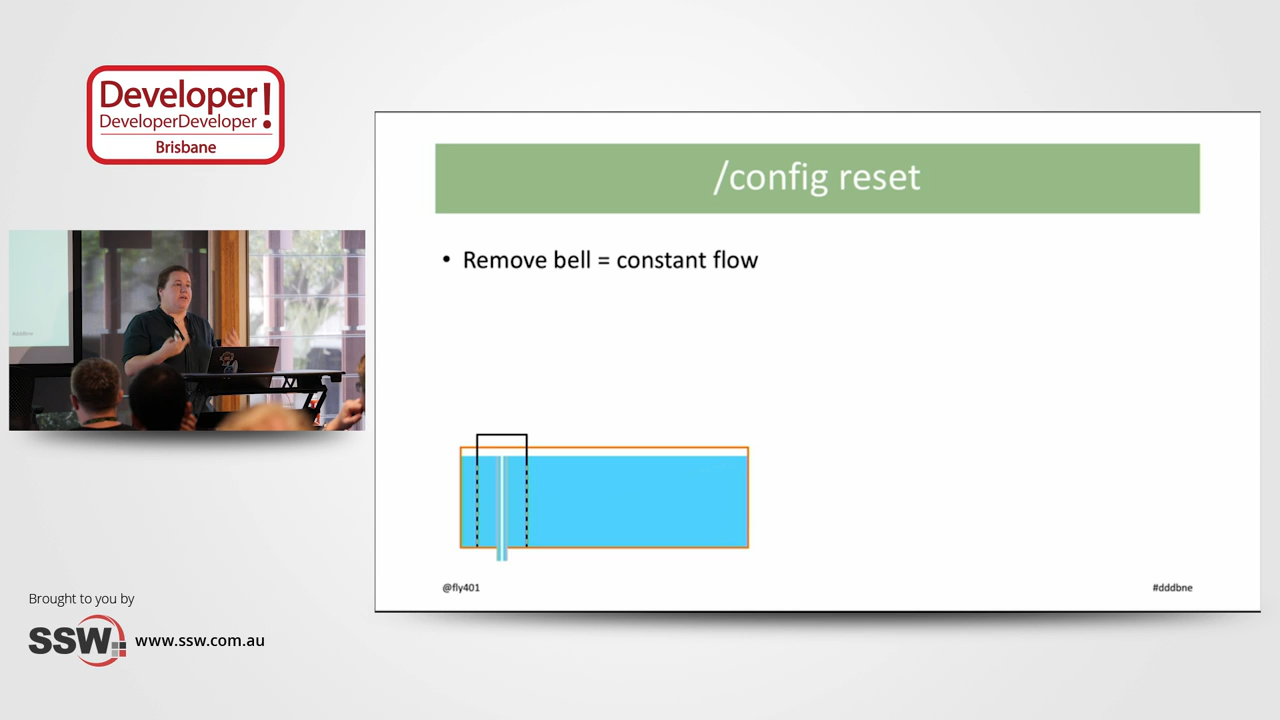 Developer!
DeveloperDeveloper
Brisbane
/config reset
• Remove bell = constant flow
#dddbne
@fly401
#dddbne
Brought to you by
SSW
www.ssw.com.au